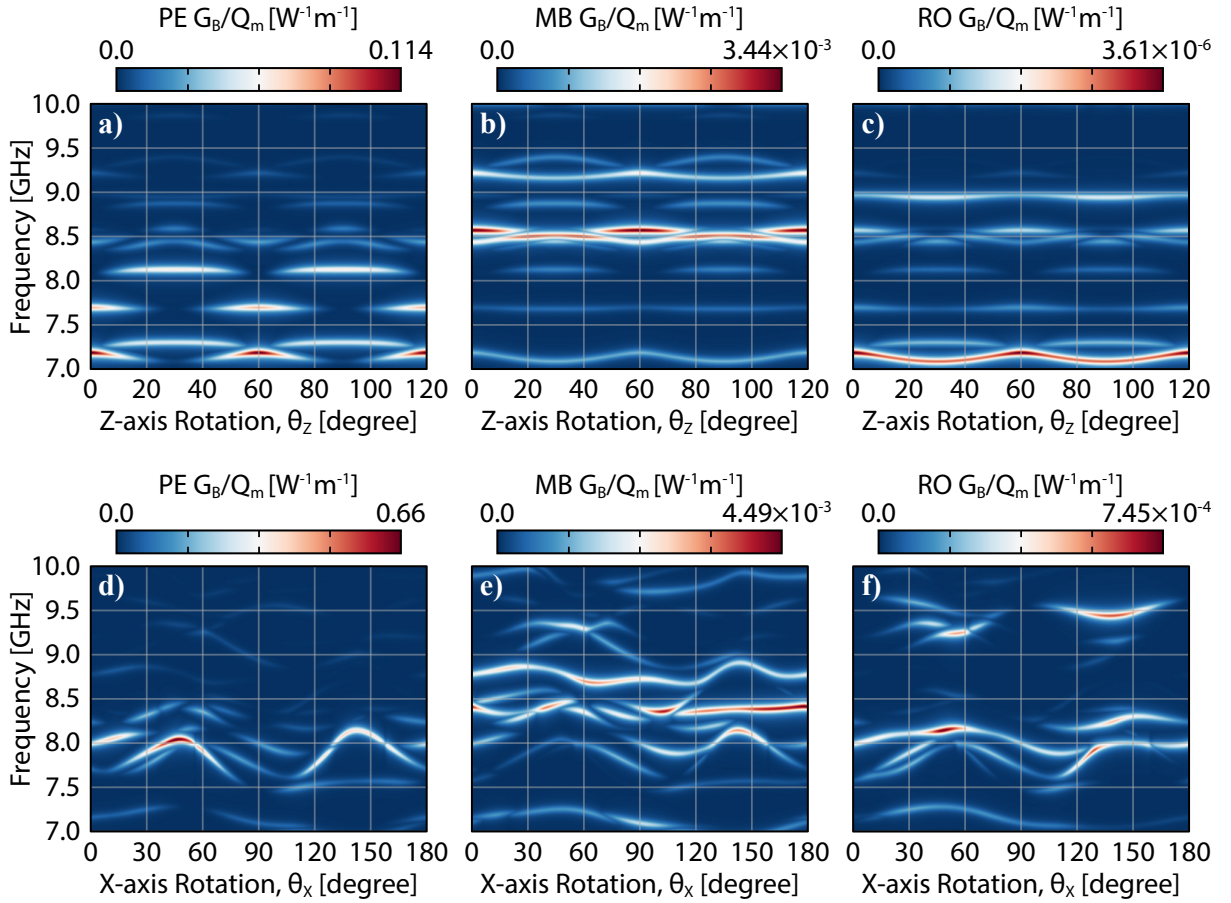 PE G_B/Q_m [W⁻¹m⁻¹] MB G_B/Q_m [W⁻¹m⁻¹] RO G_B/Q_m [W⁻¹m⁻¹]
0.0 0.114 0.0 3.44×10⁻³ 0.0 3.61×10⁻⁶
a) b) c)
Frequency [GHz]
10.0
9.5
9.0
8.5
8.0
7.5
7.0
0 20 40 60 80 100 120 0 20 40 60 80 100 120 0 20 40 60 80 100 120
Z-axis Rotation, θ_Z [degree] Z-axis Rotation, θ_Z [degree] Z-axis Rotation, θ_Z [degree]
PE G_B/Q_m [W⁻¹m⁻¹] MB G_B/Q_m [W⁻¹m⁻¹] RO G_B/Q_m [W⁻¹m⁻¹]
0.0 0.66 0.0 4.49×10⁻³ 0.0 7.45×10⁻⁴
d) e) f)
Frequency [GHz]
10.0
9.5
9.0
8.5
8.0
7.5
7.0
0 30 60 90 120 150 180 0 30 60 90 120 150 180 0 30 60 90 120 150 180
X-axis Rotation, θ_X [degree] X-axis Rotation, θ_X [degree] X-axis Rotation, θ_X [degree]